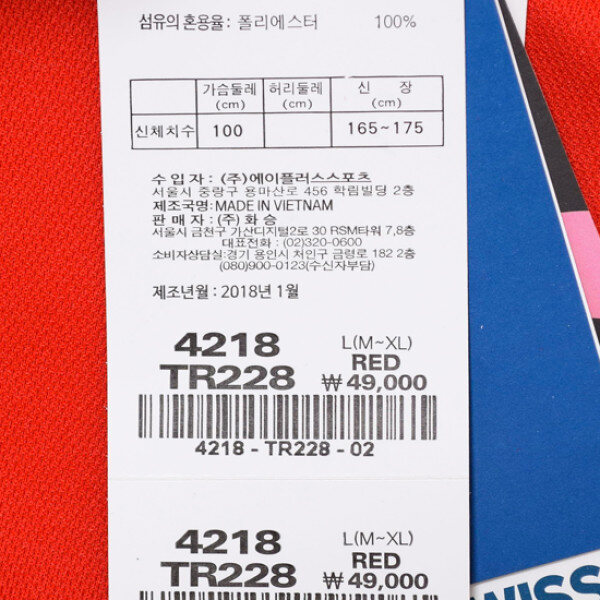 섬유의 혼용율 : 폴리에스터 100%
가슴둘레 허리둘레 신 장
(cm) (cm) (cm)
신체치수 100 165~175
수 입 자 : (주)에이플러스스포츠
서울시 중랑구 용마산로 456 학림빌딩 2층
제조국명: MADE IN VIETNAM
판 매 자 : (주) 화 승
서울시 금천구 가산디지털2로 30 RSM타워 7,8층
대표전화 : (02)320-0600
소비자상담실:경기 용인시 처인구 금령로 182 2층
(080)900-0123(수신자부담)
제조년월 : 2018년 1월
4218 L(M~XL)
TR228 RED
₩49,000
4218 - TR228 - 02
4218 L(M~XL)
TR228 RED
₩49,000